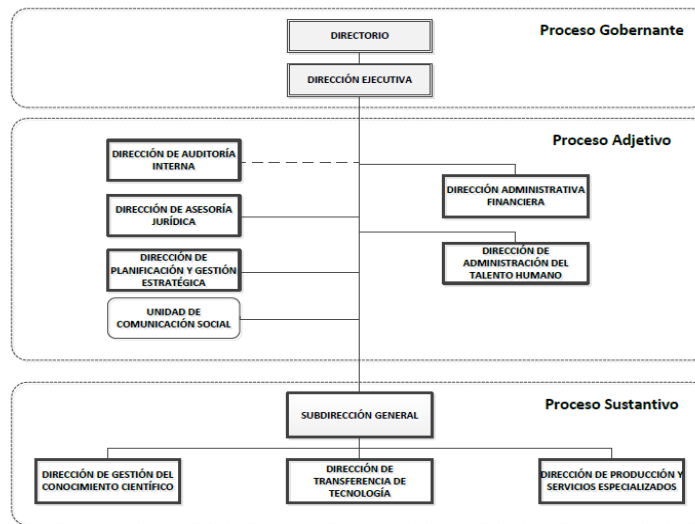 Proceso Gobernante
DIRECTORIO
DIRECCIÓN EJECUTIVA
Proceso Adjetivo
DIRECCIÓN DE AUDITORÍA
INTERNA
DIRECCIÓN ADMINISTRATIVA
FINANCIERA
DIRECCIÓN DE ASESORÍA
JURÍDICA
DIRECCIÓN DE
PLANIFICACIÓN Y GESTIÓN
ESTRATÉGICA
DIRECCIÓN DE
ADMINISTRACIÓN DEL
TALENTO HUMANO
UNIDAD DE
COMUNICACIÓN SOCIAL
Proceso Sustantivo
SUBDIRECCIÓN GENERAL
DIRECCIÓN DE GESTIÓN DEL
CONOCIMIENTO CIENTÍFICO
DIRECCIÓN DE
TRANSFERENCIA DE
TECNOLOGÍA
DIRECCIÓN DE PRODUCCIÓN Y
SERVICIOS ESPECIALIZADOS